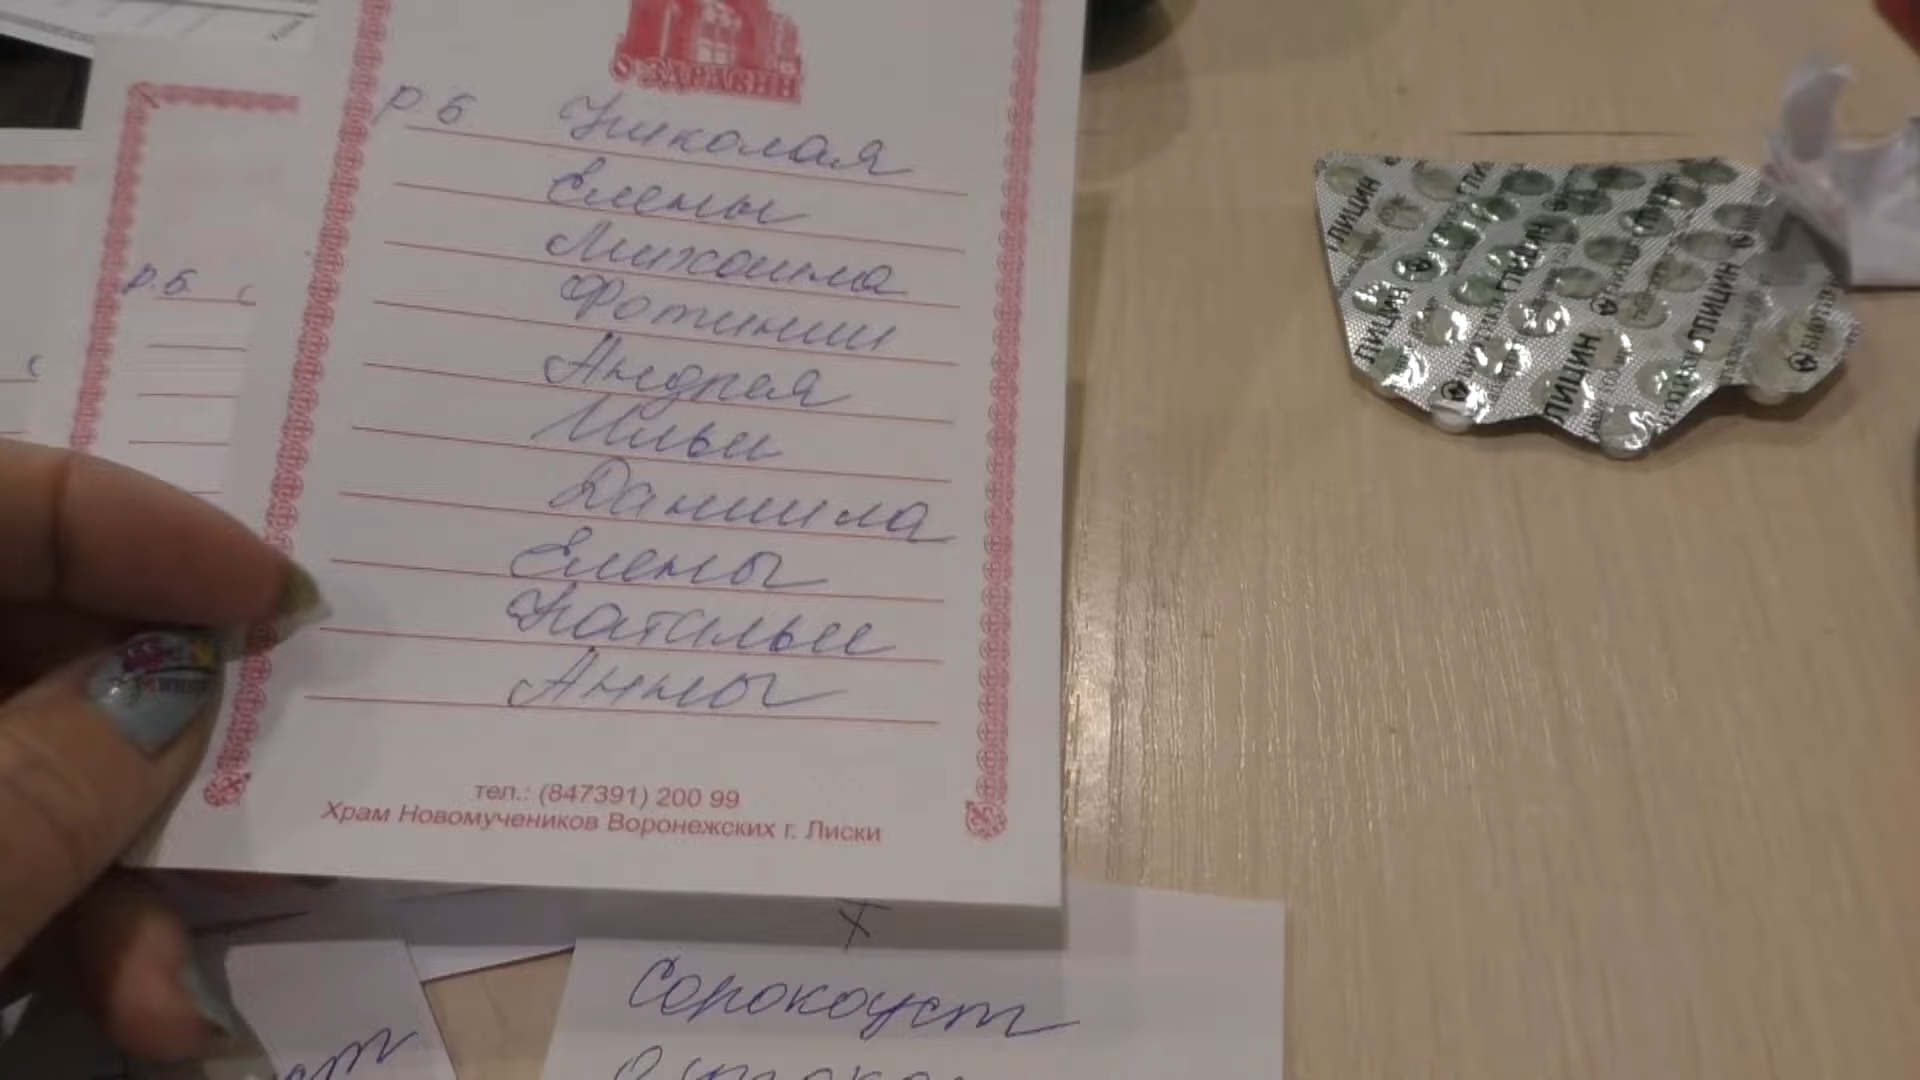 О ЗДРАВИИ
р б Николая
Елены
Михаила
Фотинии
Андрея
Ильи
Даниила
Елены
Натальи
Анны
тел.: (847391) 200 99
Храм Новомучеников Воронежских г. Лиски
р.б
Сорокоуст
ГЛИЦИН
ГЛИЦИН
ГЛИЦИН
ГЛИЦИН
ГЛИЦИН